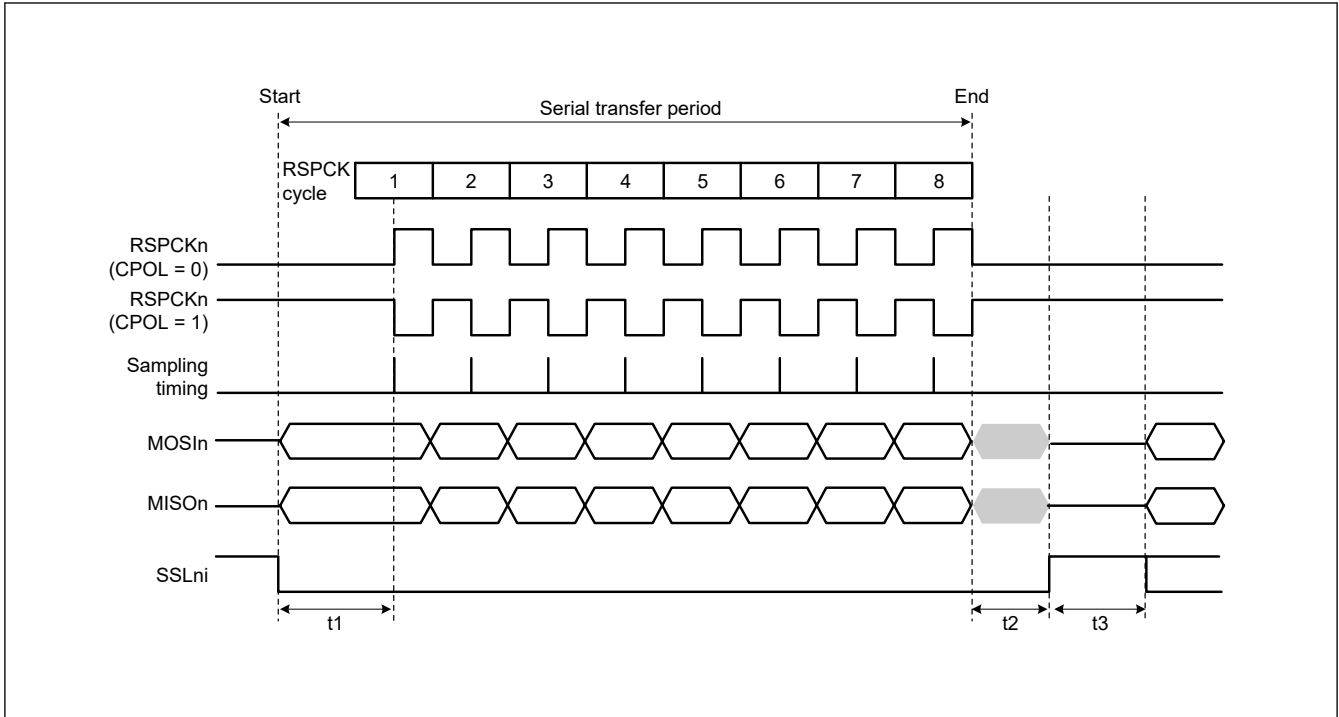 Start
End
Serial transfer period
RSPCK
cycle
1 2 3 4 5 6 7 8
RSPCKn
(CPOL = 0)
RSPCKn
(CPOL = 1)
Sampling
timing
MOSIn
MISOn
SSLni
t1
t2
t3